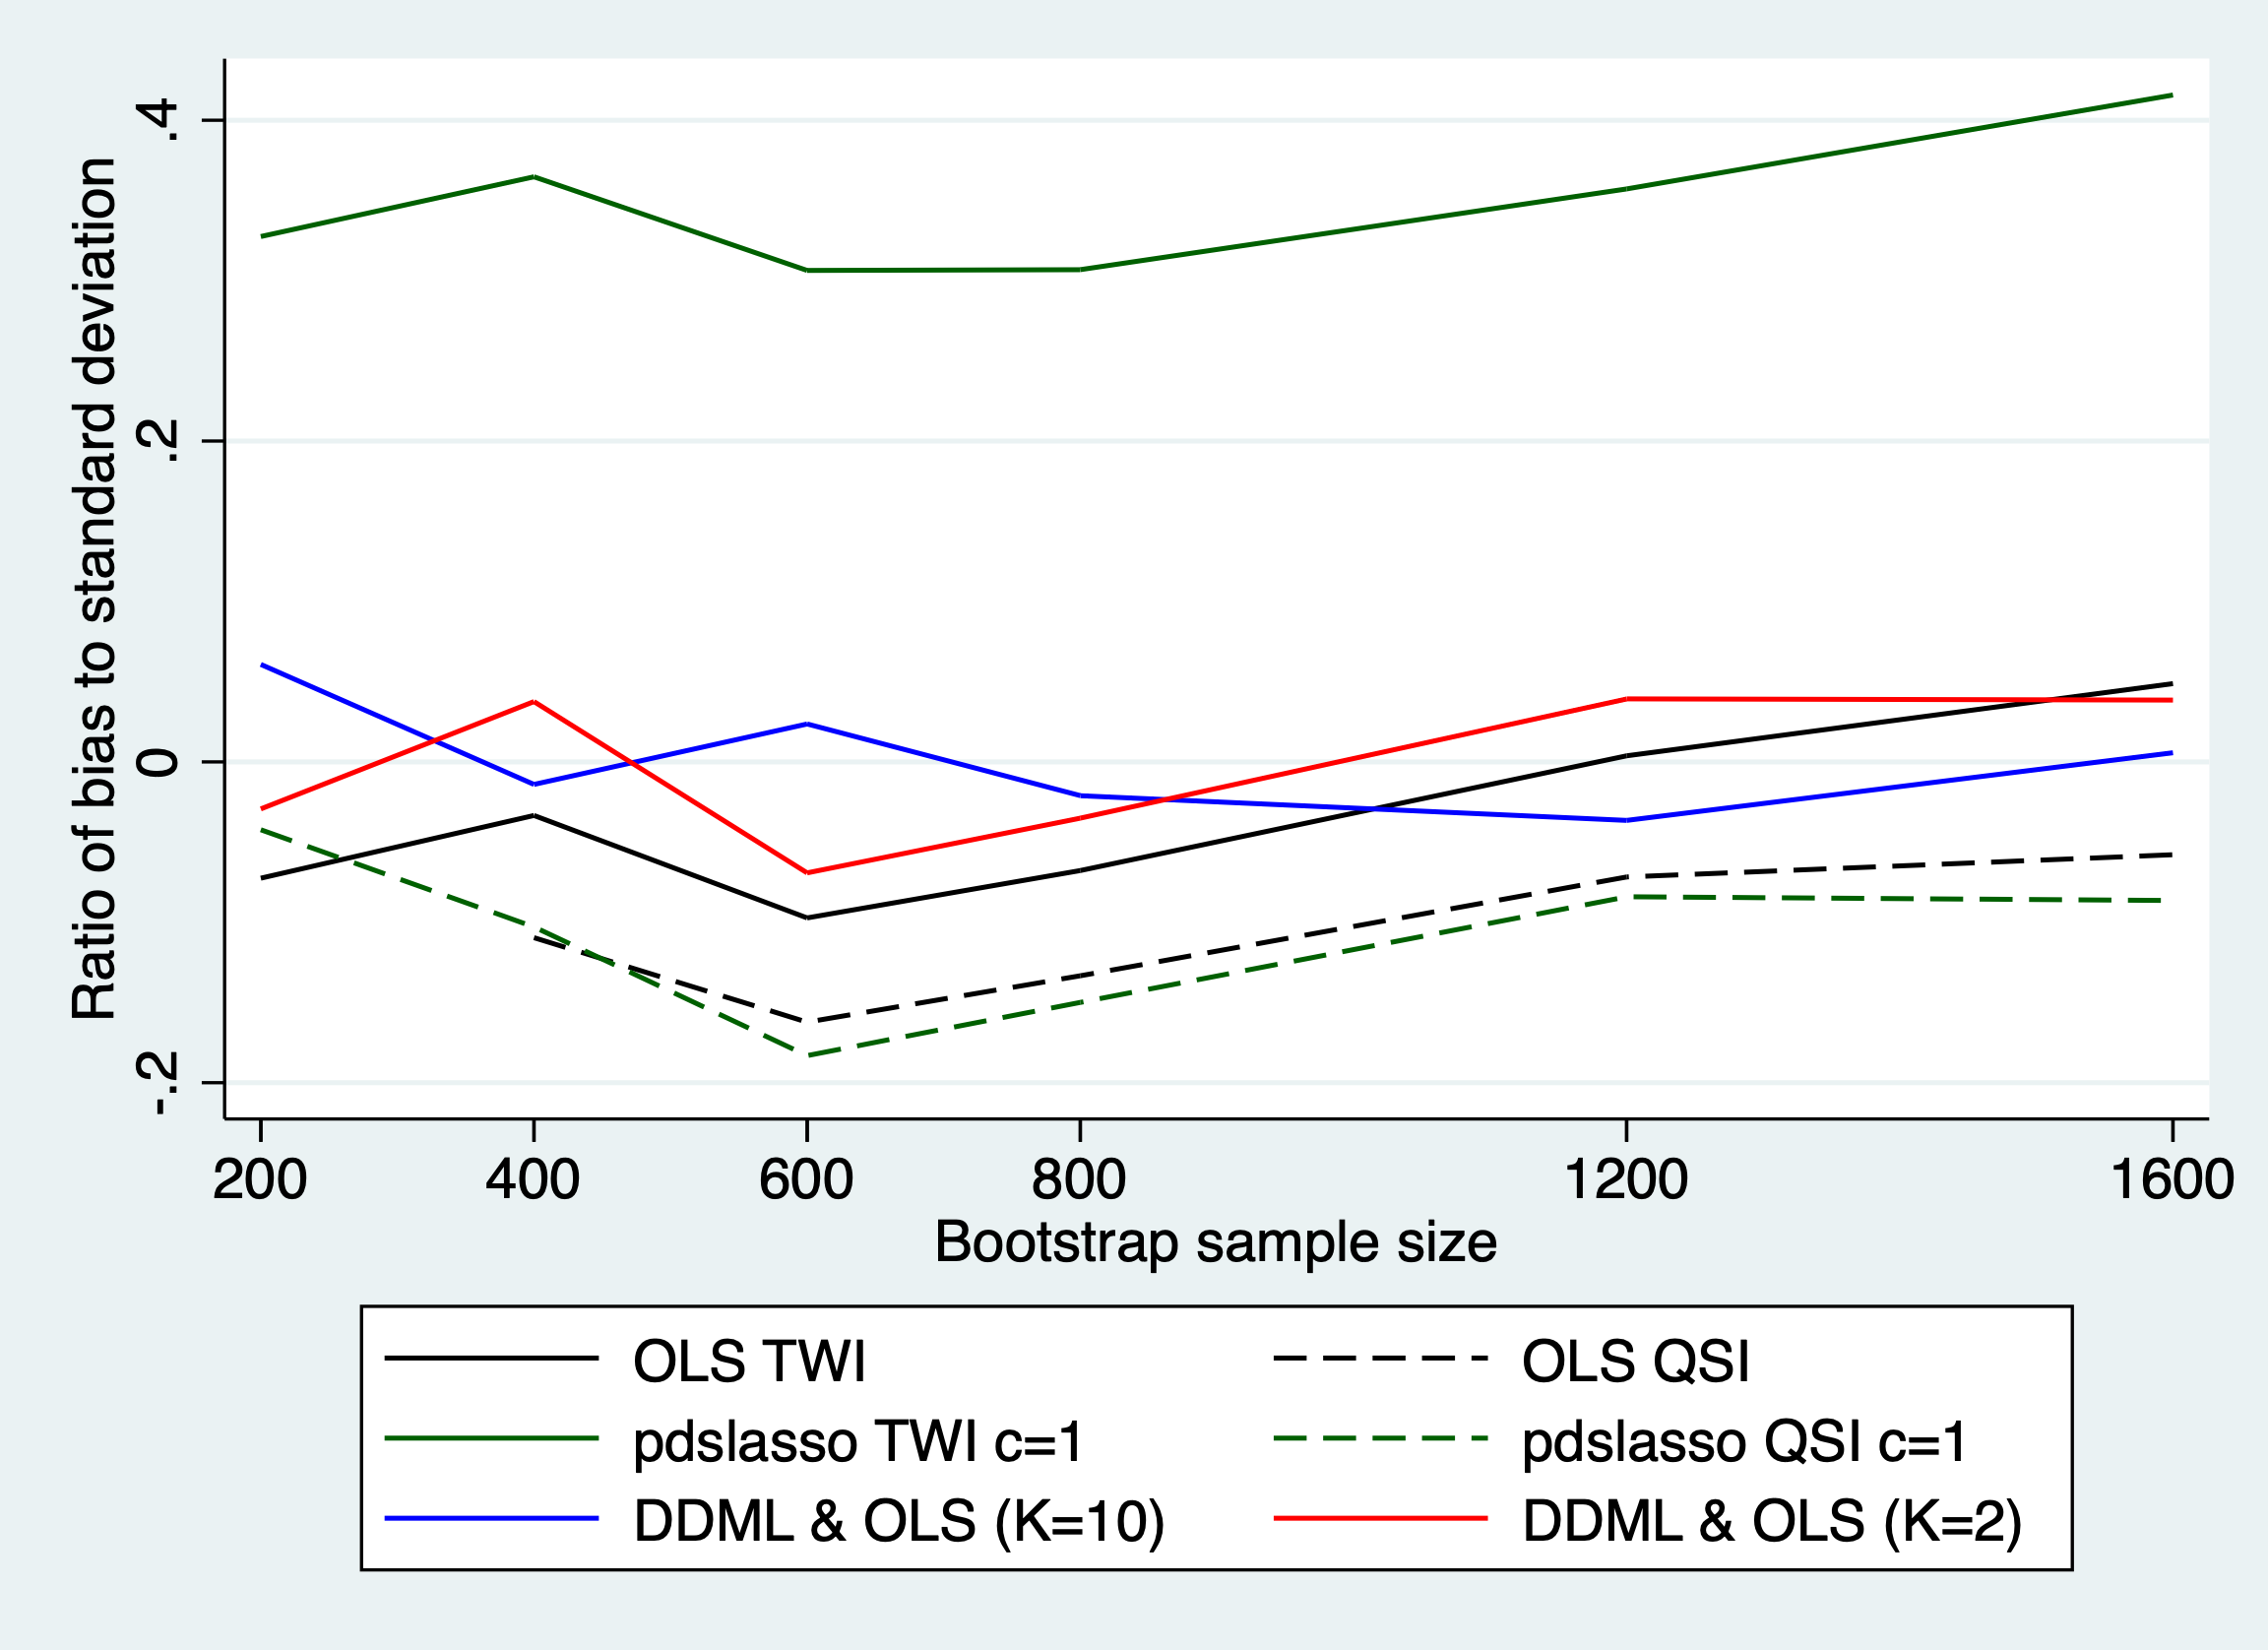 Ratio of bias to standard deviation
.4
.2
0
-.2
200 400 600 800 1200 1600
Bootstrap sample size
OLS TWI OLS QSI
pdslasso TWI c=1 pdslasso QSI c=1
DDML & OLS (K=10) DDML & OLS (K=2)